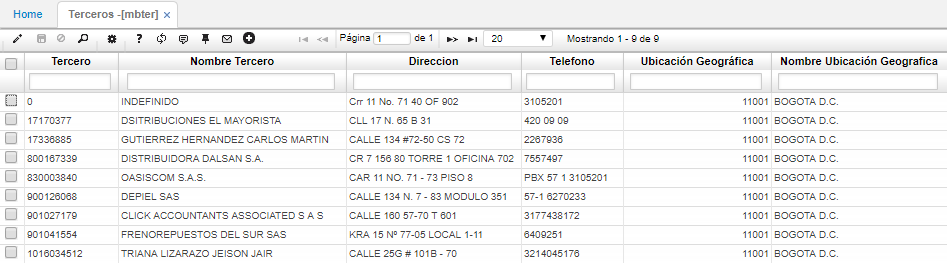 Home Terceros -[mbter] ×
Página 1 de 1 20 Mostrando 1 - 9 de 9
Tercero Nombre Tercero Direccion Telefono Ubicación Geográfica Nombre Ubicación Geografica
0 INDEFINIDO Crr 11 No. 71 40 OF 902 3105201 11001 BOGOTA D.C.
17170377 DSITRIBUCIONES EL MAYORISTA CLL 17 N. 65 B 31 420 09 09 11001 BOGOTA D.C.
17336885 GUTIERREZ HERNANDEZ CARLOS MARTIN CALLE 134 #72-50 CS 72 2267936 11001 BOGOTA D.C.
800167339 DISTRIBUIDORA DALSAN S.A. CR 7 156 80 TORRE 1 OFICINA 702 7557497 11001 BOGOTA D.C.
830003840 OASISCOM S.A.S. CAR 11 NO. 71 - 73 PISO 8 PBX 57 1 3105201 11001 BOGOTA D.C.
900126068 DEPIEL SAS CALLE 134 N. 7 - 83 MODULO 351 57-1 6270233 11001 BOGOTA D.C.
901027179 CLICK ACCOUNTANTS ASSOCIATED S A S CALLE 160 57-70 T 601 3177438172 11001 BOGOTA D.C.
901041554 FRENOREPUESTOS DEL SUR SAS KRA 15 Nº 77-05 LOCAL 1-11 6409251 11001 BOGOTA D.C.
1016034512 TRIANA LIZARAZO JEISON JAIR CALLE 25G # 101B - 70 3214045176 11001 BOGOTA D.C.